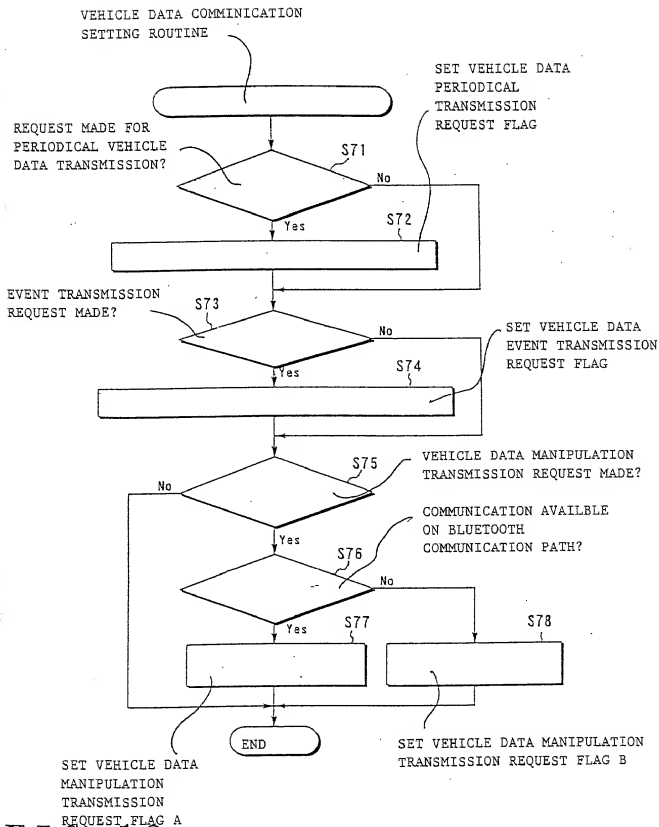 VEHICLE DATA COMMINICATION
SETTING ROUTINE
SET VEHICLE DATA
PERIODICAL
TRANSMISSION
REQUEST FLAG
REQUEST MADE FOR
PERIODICAL VEHICLE
DATA TRANSMISSION?
S71
No
Yes
S72
EVENT TRANSMISSION
REQUEST MADE?
S73
No
Yes
SET VEHICLE DATA
EVENT TRANSMISSION
REQUEST FLAG
S74
VEHICLE DATA MANIPULATION
TRANSMISSION REQUEST MADE?
S75
No
Yes
COMMUNICATION AVAILBLE
ON BLUETOOTH
COMMUNICATION PATH?
S76
No
Yes
S77
S78
END
SET VEHICLE DATA
MANIPULATION
TRANSMISSION
REQUEST FLAG A
SET VEHICLE DATA MANIPULATION
TRANSMISSION REQUEST FLAG B